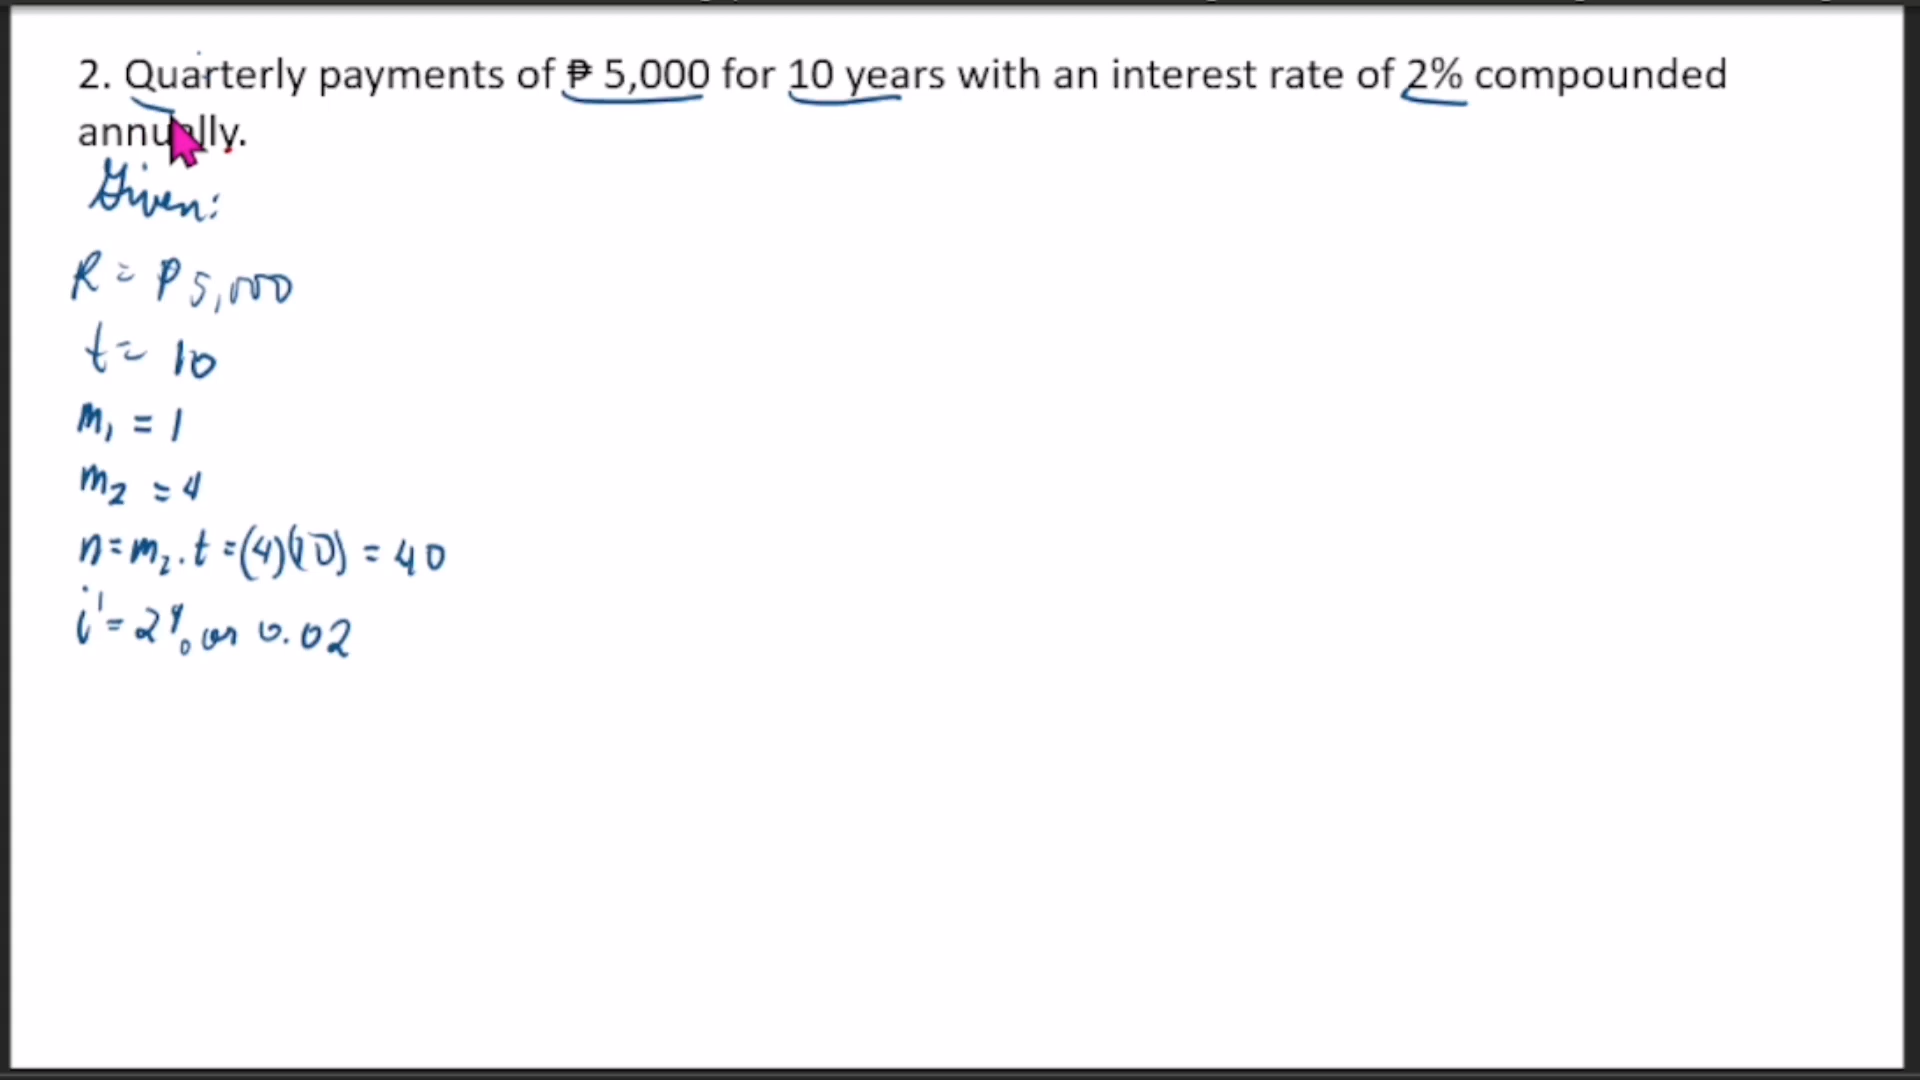 2. Quarterly payments of ₱ 5,000 for 10 years with an interest rate of 2% compounded
annually.
Given:
R = ₱ 5,000
t = 10
m₁ = 1
m₂ = 4
n = m₂ . t = (4)(10) = 40
i' = 2% or 0.02